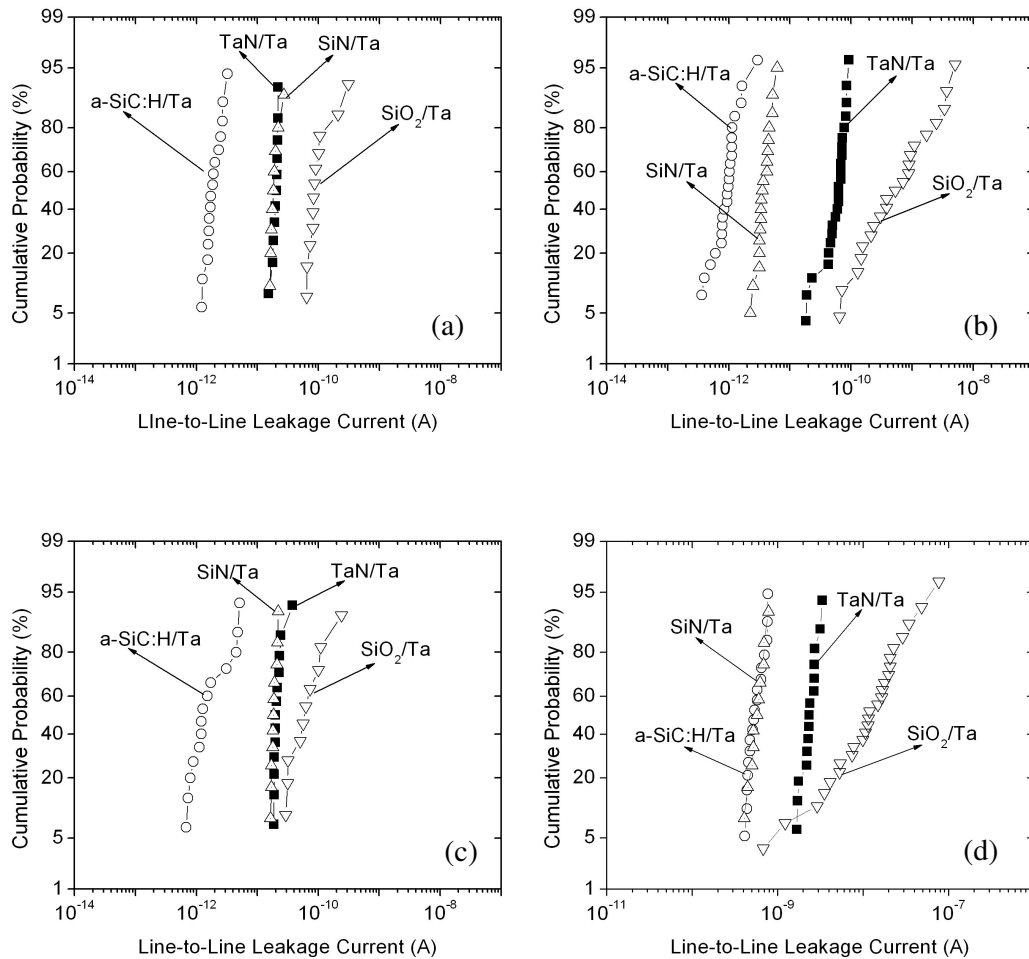 99
95
80
60
40
20
5
1
Cumulative Probability (%)
TaN/Ta
SiN/Ta
a-SiC:H/Ta
SiO2/Ta
(a)
10-14
10-12
10-10
10-8
LIne-to-Line Leakage Current (A)
99
95
80
60
40
20
5
1
Cumulative Probability (%)
a-SiC:H/Ta
TaN/Ta
SiN/Ta
SiO2/Ta
(b)
10-14
10-12
10-10
10-8
Line-to-Line Leakage Current (A)
99
95
80
60
40
20
5
1
Cumulative Probability (%)
SiN/Ta
TaN/Ta
a-SiC:H/Ta
SiO2/Ta
(c)
10-14
10-12
10-10
10-8
Line-to-Line Leakage Current (A)
99
95
80
60
40
20
5
1
Cumulative Probability (%)
TaN/Ta
SiN/Ta
a-SiC:H/Ta
SiO2/Ta
(d)
10-11
10-9
10-7
Line-to-Line Leakage Current (A)